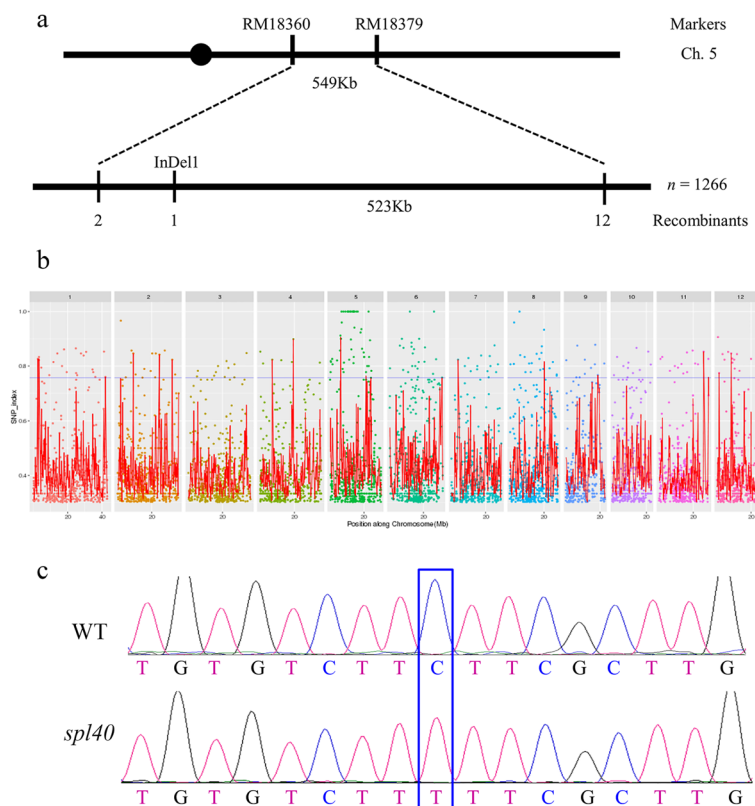 a
RM18360 RM18379 Markers
Ch. 5
549Kb
InDel1
n = 1266
523Kb
2 1 12 Recombinants
b
1 2 3 4 5 6 7 8 9 10 11 12
1.0
0.8
0.6
0.4
SNP_index
20 40 20 20 20 20 20 20 20 20 20 20 20
Position along Chromosome(Mb)
c
WT
T G T G T C T T C T T C G C T T G
spl40
T G T G T C T T T T T C G C T T G